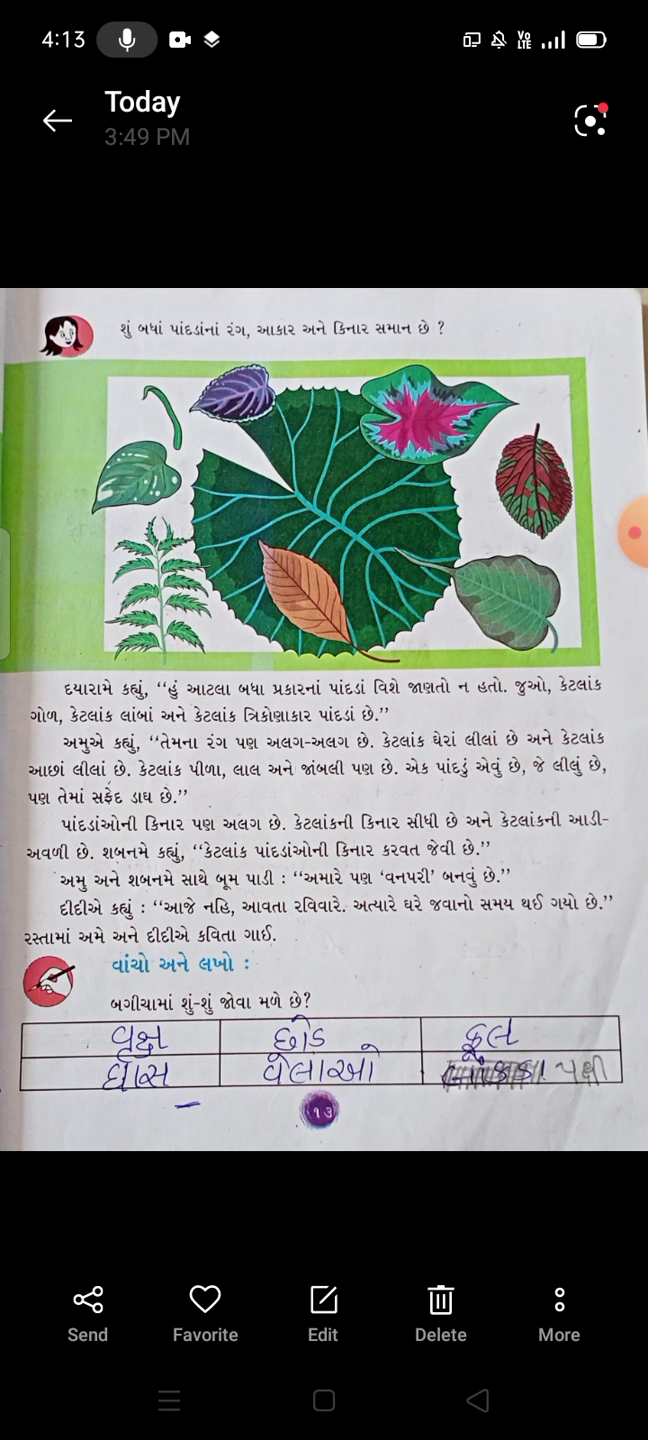 4:13
VO
LTE
Today
3:49 PM
શું બધાં પાંદડાંનાં રંગ, આકાર અને કિનાર સમાન છે ?
દયારામે કહ્યું, ‘‘હું આટલા બધા પ્રકારનાં પાંદડાં વિશે જાણતો ન હતો. જુઓ, કેટલાંક
ગોળ, કેટલાંક લાંબાં અને કેટલાંક ત્રિકોણાકાર પાંદડાં છે.’’
અમુએ કહ્યું, ‘‘તેમના રંગ પણ અલગ-અલગ છે. કેટલાંક ઘેરાં લીલાં છે અને કેટલાંક
આછાં લીલાં છે. કેટલાંક પીળા, લાલ અને જાંબલી પણ છે. એક પાંદડું એવું છે, જે લીલું છે,
પણ તેમાં સફેદ ડાઘ છે.’’
પાંદડાંઓની કિનાર પણ અલગ છે. કેટલાંકની કિનાર સીધી છે અને કેટલાંકની આડી-
અવળી છે. શબનમે કહ્યું, ‘‘કેટલાંક પાંદડાંઓની કિનાર કરવત જેવી છે.’’
અમુ અને શબનમે સાથે બૂમ પાડી : ‘‘અમારે પણ ‘વનપરી’ બનવું છે.’’
દીદીએ કહ્યું : ‘‘આજે નહિ, આવતા રવિવારે. અત્યારે ઘરે જવાનો સમય થઈ ગયો છે.’’
રસ્તામાં અમે અને દીદીએ કવિતા ગાઈ.
વાંચો અને લખો :
બગીચામાં શું-શું જોવા મળે છે?
વૃક્ષ છોડ ફૂલ
ઘાસ વેલાઓ પક્ષી
૧૩
Send Favorite Edit Delete More